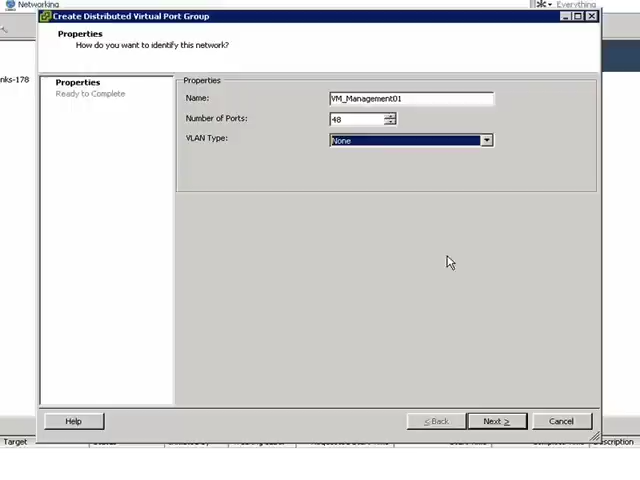 Networking
Everything
Create Distributed Virtual Port Group
Properties
How do you want to identify this network?
nks-178
Properties
Ready to Complete
Properties
Name: VM_Management01
Number of Ports: 48
VLAN Type: None
Help
< Back
Next >
Cancel
Target